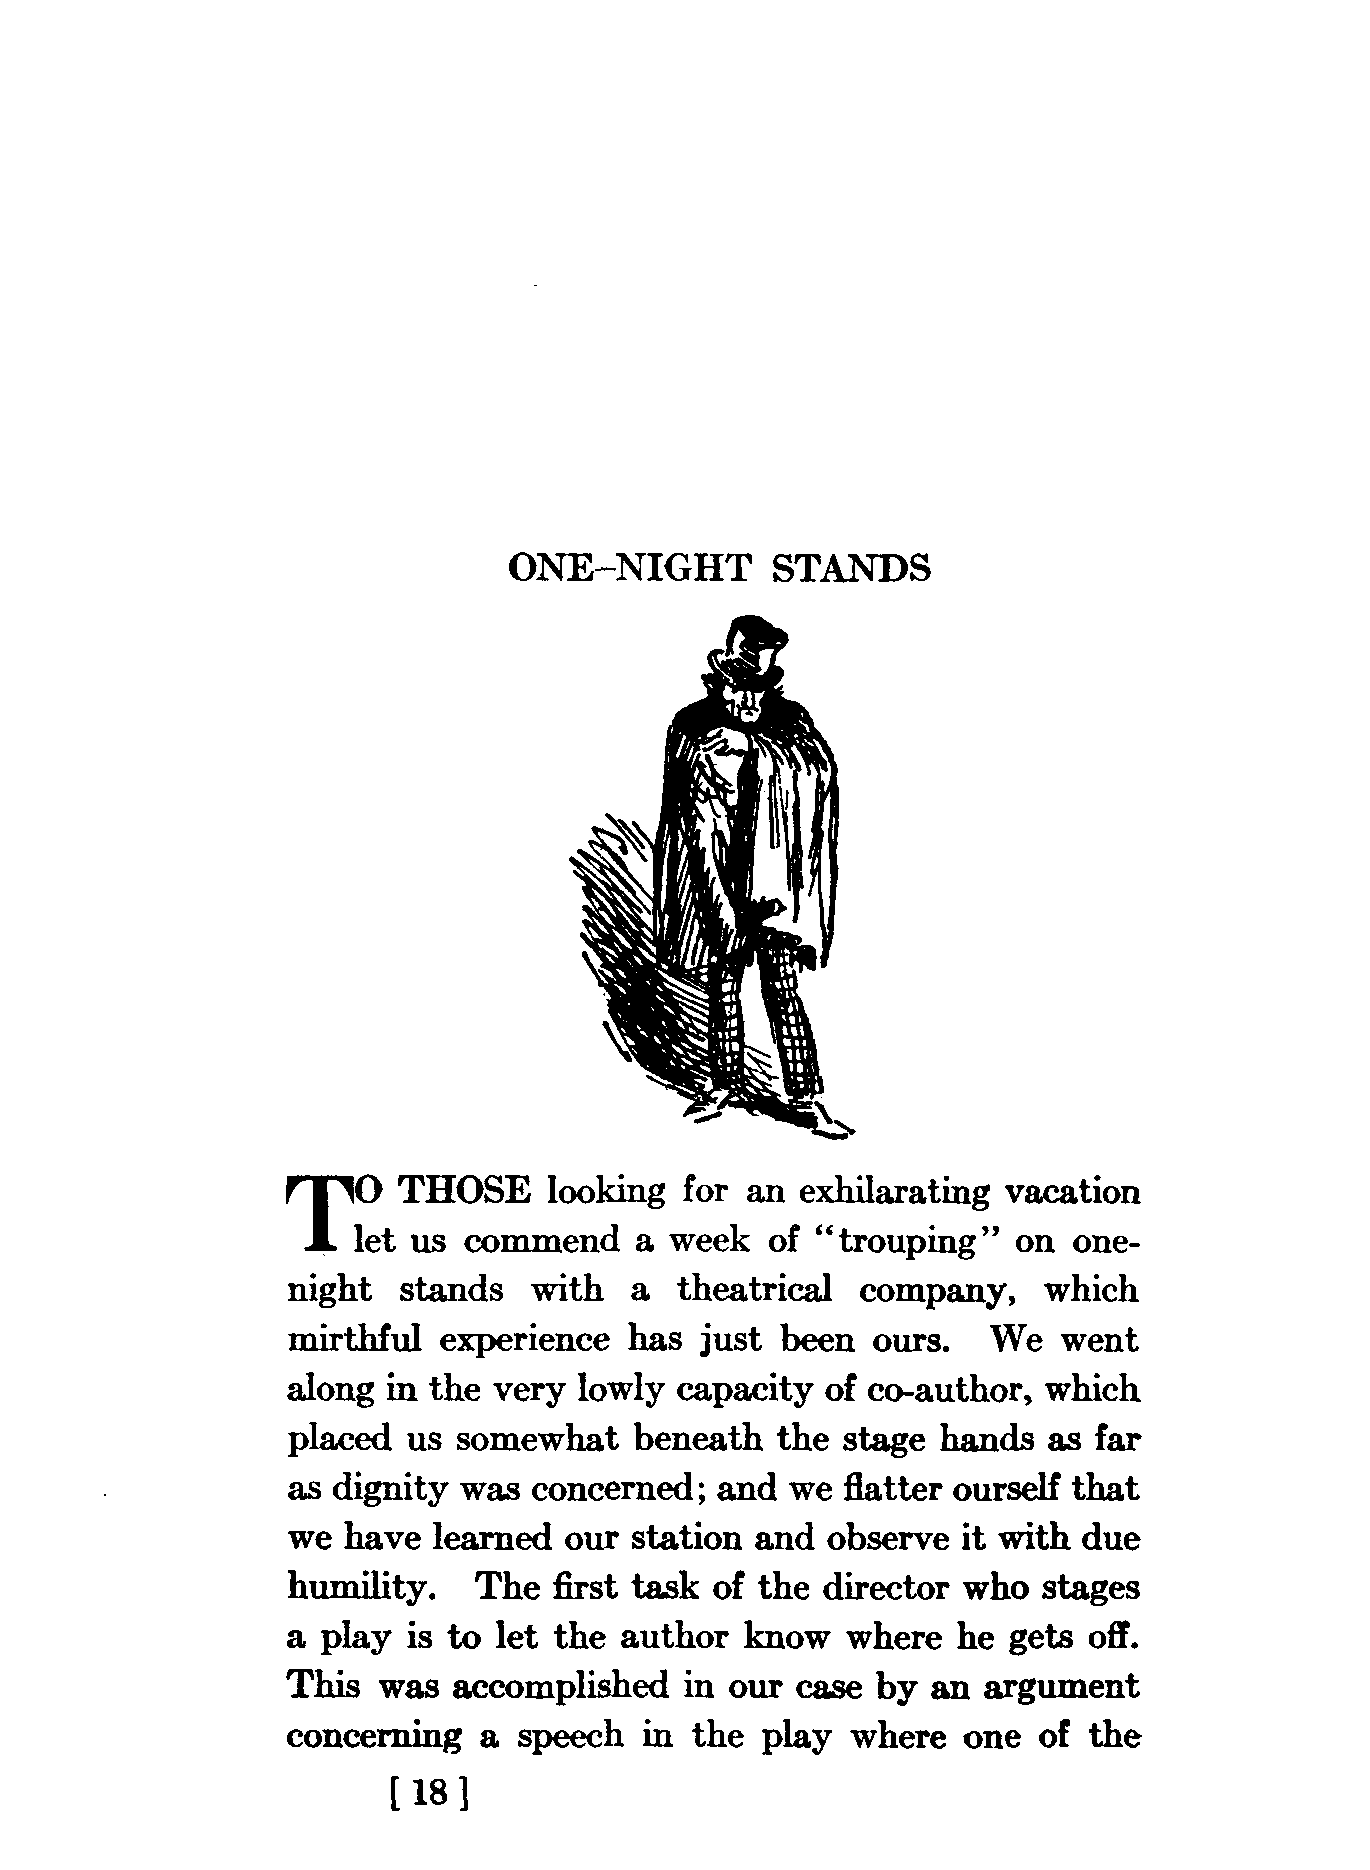 ONE–NIGHT STANDS
TO THOSE looking for an exhilarating vacation
let us commend a week of “trouping” on one-
night stands with a theatrical company, which
mirthful experience has just been ours. We went
along in the very lowly capacity of co-author, which
placed us somewhat beneath the stage hands as far
as dignity was concerned; and we flatter ourself that
we have learned our station and observe it with due
humility. The first task of the director who stages
a play is to let the author know where he gets off.
This was accomplished in our case by an argument
concerning a speech in the play where one of the
[ 18 ]